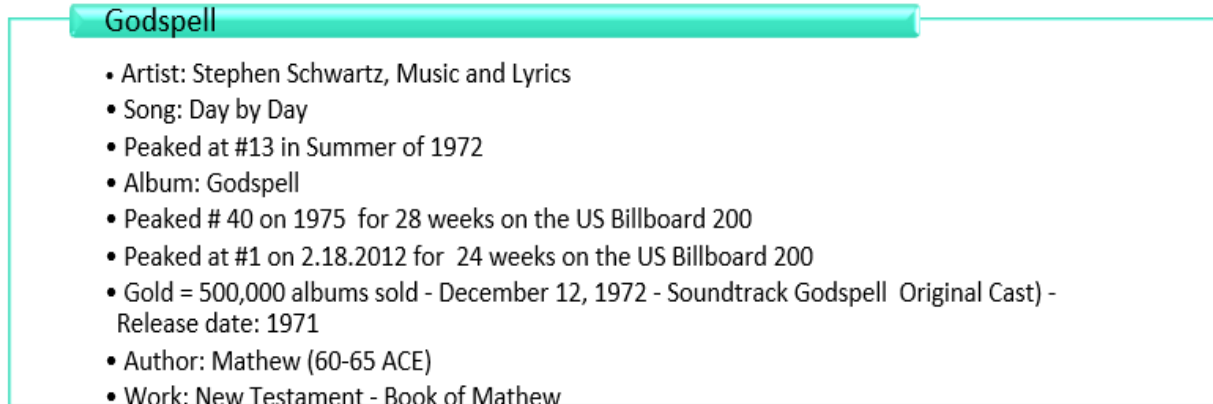 Godspell
• Artist: Stephen Schwartz, Music and Lyrics
• Song: Day by Day
• Peaked at #13 in Summer of 1972
• Album: Godspell
• Peaked # 40 on 1975  for 28 weeks on the US Billboard 200
• Peaked at #1 on 2.18.2012 for  24 weeks on the US Billboard 200
• Gold = 500,000 albums sold - December 12, 1972 - Soundtrack Godspell  Original Cast) -
Release date: 1971
• Author: Mathew (60-65 ACE)
• Work: New Testament - Book of Mathew